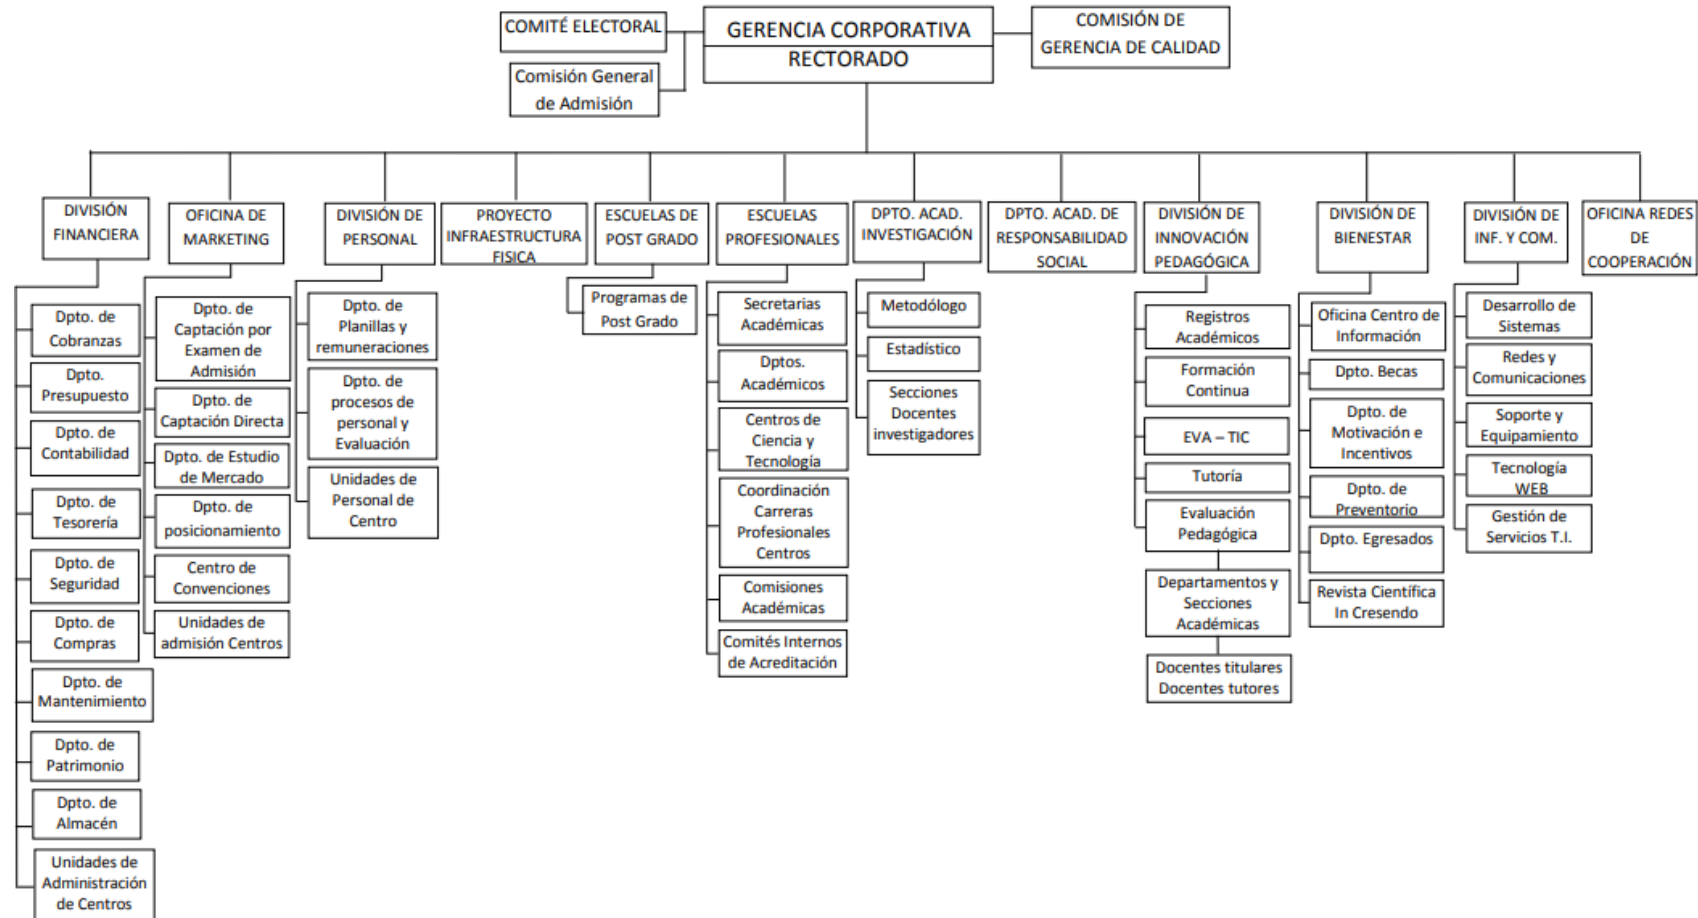 COMITÉ ELECTORAL
GERENCIA CORPORATIVA
RECTORADO
COMISIÓN DE
GERENCIA DE CALIDAD
Comisión General
de Admisión
DIVISIÓN
FINANCIERA
OFICINA DE
MARKETING
DIVISIÓN DE
PERSONAL
PROYECTO
INFRAESTRUCTURA
FISICA
ESCUELAS DE
POST GRADO
ESCUELAS
PROFESIONALES
DPTO. ACAD.
INVESTIGACIÓN
DPTO. ACAD. DE
RESPONSABILIDAD
SOCIAL
DIVISIÓN DE
INNOVACIÓN
PEDAGÓGICA
DIVISIÓN DE
BIENESTAR
DIVISIÓN DE
INF. Y COM.
OFICINA REDES
DE
COOPERACIÓN
Dpto. de
Cobranzas
Dpto.
Presupuesto
Dpto. de
Contabilidad
Dpto. de
Tesorería
Dpto. de
Seguridad
Dpto. de
Compras
Dpto. de
Mantenimiento
Dpto. de
Patrimonio
Dpto. de
Almacén
Unidades de
Administración
de Centros
Dpto. de
Captación por
Examen de
Admisión
Dpto. de
Captación Directa
Dpto. de Estudio
de Mercado
Dpto. de
posicionamiento
Centro de
Convenciones
Unidades de
admisión Centros
Dpto. de
Planillas y
remuneraciones
Dpto. de
procesos de
personal y
Evaluación
Unidades de
Personal de
Centro
Programas de
Post Grado
Secretarias
Académicas
Dptos.
Académicos
Centros de
Ciencia y
Tecnología
Coordinación
Carreras
Profesionales
Centros
Comisiones
Académicas
Comités Internos
de Acreditación
Metodólogo
Estadístico
Secciones
Docentes
investigadores
Registros
Académicos
Formación
Continua
EVA – TIC
Tutoría
Evaluación
Pedagógica
Departamentos y
Secciones
Académicas
Docentes titulares
Docentes tutores
Oficina Centro de
Información
Dpto. Becas
Dpto. de
Motivación e
Incentivos
Dpto. de
Preventorio
Dpto. Egresados
Revista Científica
In Cresendo
Desarrollo de
Sistemas
Redes y
Comunicaciones
Soporte y
Equipamiento
Tecnología
WEB
Gestión de
Servicios T.I.